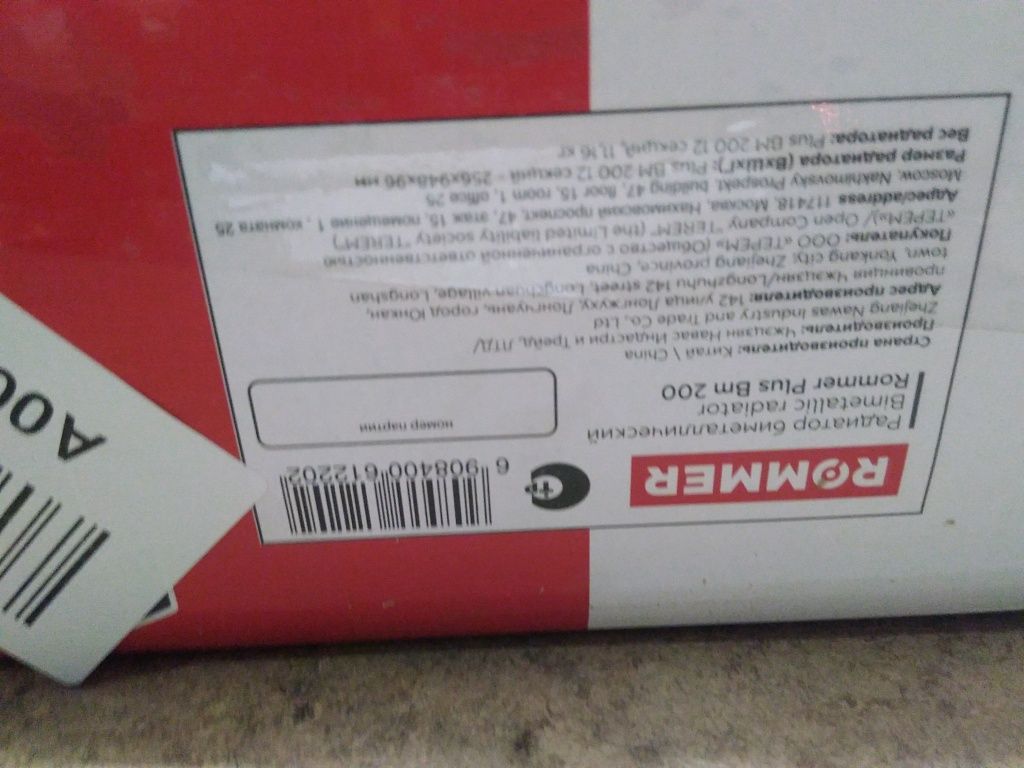 ROMMER
Радиатор биметаллический
Bimetallic radiator
Rommer Plus Bm 200
6 908400 612202
номер партии
Страна производитель: Китай \ China
Производитель: Чжэцзян Навас Индастри и Трейд, ЛТД/
Zhejiang Nawas Industry and Trade Co., Ltd
Адрес производителя: 142 улица Лонгжуху, Лонгчуань, город Юнкан,
провинция Чжэцзян/Longzhuhu 142 street, Longchuan village, Longshan
town, Yonkang city, Zhejiang province, China
Покупатель: ООО «ТЕРЕМ» (Общество с ограниченной ответственностью
«ТЕРЕМ»)/ Open Company "TEREM" (the Limited liability society "TEREM")
Адрес/address 117418, Москва, Нахимовский проспект, 47, этаж 15, помещение 1, комната 25
Moscow, Nakhimovsky Prospekt, building 47, floor 15, room 1, office 25
Размер радиатора (ВхШхГ): Plus BM 200 12 секций - 256х948х96 мм
Вес радиатора: Plus BM 200 12 секций, 11,16 кг
A00